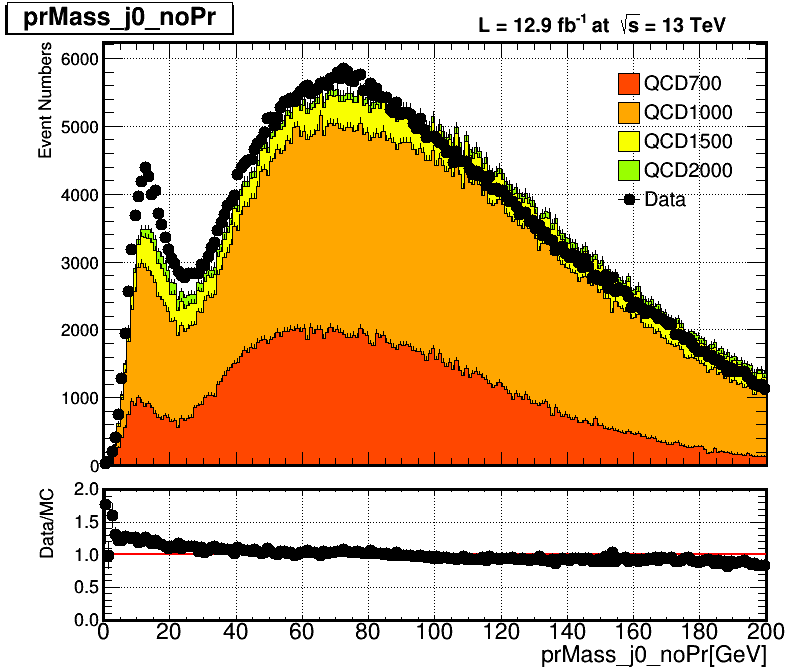 prMass_j0_noPr
L = 12.9 fb⁻¹ at √s = 13 TeV
Event Numbers
6000
5000
4000
3000
2000
1000
0
QCD700
QCD1000
QCD1500
QCD2000
Data
Data/MC
2.0
1.5
1.0
0.5
0.0
0 20 40 60 80 100 120 140 160 180 200
prMass_j0_noPr[GeV]